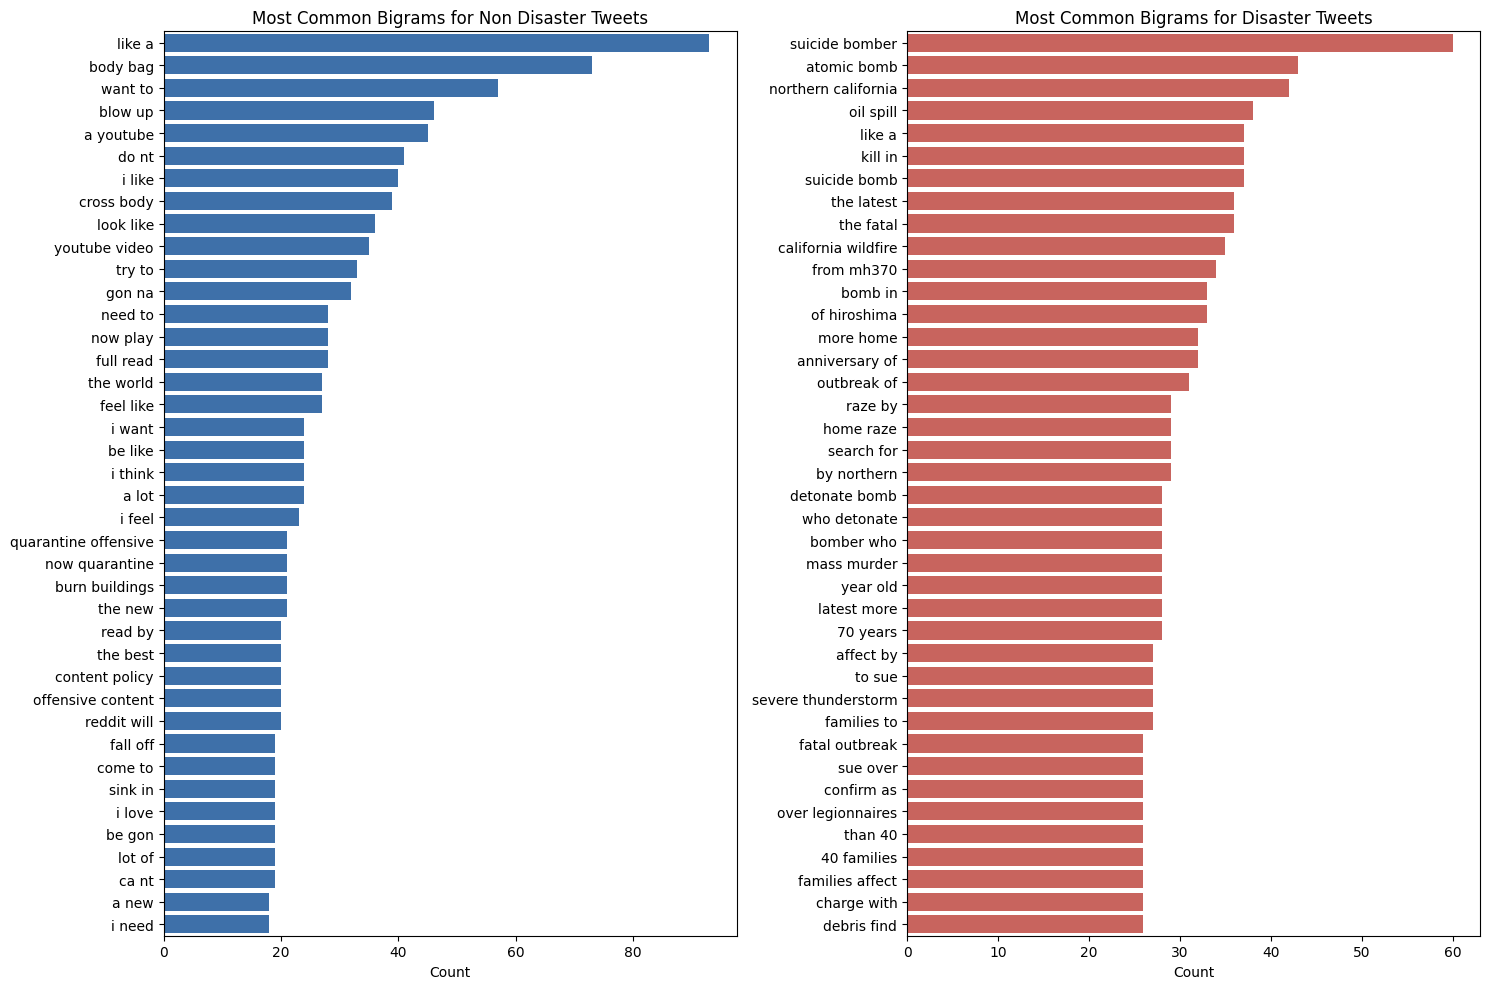 Most Common Bigrams for Non Disaster Tweets
like a
body bag
want to
blow up
a youtube
do nt
i like
cross body
look like
youtube video
try to
gon na
need to
now play
full read
the world
feel like
i want
be like
i think
a lot
i feel
quarantine offensive
now quarantine
burn buildings
the new
read by
the best
content policy
offensive content
reddit will
fall off
come to
sink in
i love
be gon
lot of
ca nt
a new
i need
0 20 40 60 80
Count
Most Common Bigrams for Disaster Tweets
suicide bomber
atomic bomb
northern california
oil spill
like a
kill in
suicide bomb
the latest
the fatal
california wildfire
from mh370
bomb in
of hiroshima
more home
anniversary of
outbreak of
raze by
home raze
search for
by northern
detonate bomb
who detonate
bomber who
mass murder
year old
latest more
70 years
affect by
to sue
severe thunderstorm
families to
fatal outbreak
sue over
confirm as
over legionnaires
than 40
40 families
families affect
charge with
debris find
0 10 20 30 40 50 60
Count